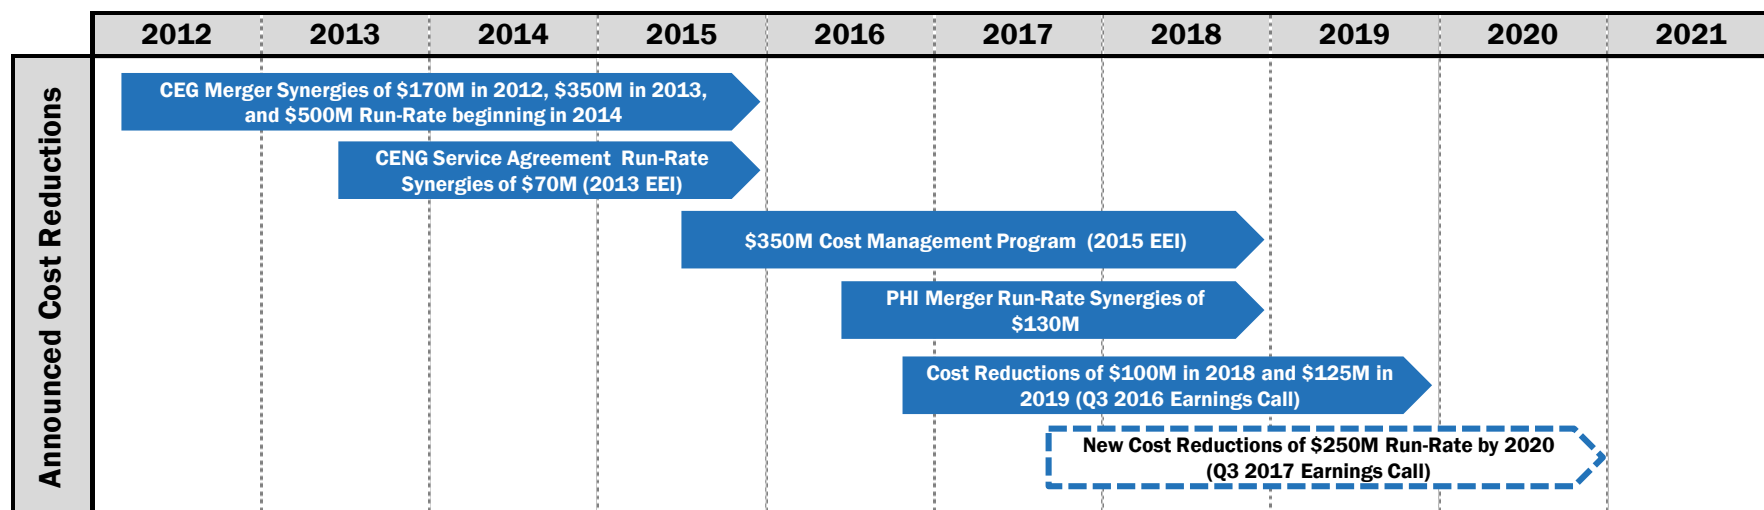 2012 2013 2014 2015 2016 2017 2018 2019 2020 2021
Announced Cost Reductions
CEG Merger Synergies of $170M in 2012, $350M in 2013,
and $500M Run-Rate beginning in 2014
CENG Service Agreement Run-Rate
Synergies of $70M (2013 EEI)
$350M Cost Management Program (2015 EEI)
PHI Merger Run-Rate Synergies of
$130M
Cost Reductions of $100M in 2018 and $125M in
2019 (Q3 2016 Earnings Call)
New Cost Reductions of $250M Run-Rate by 2020
(Q3 2017 Earnings Call)